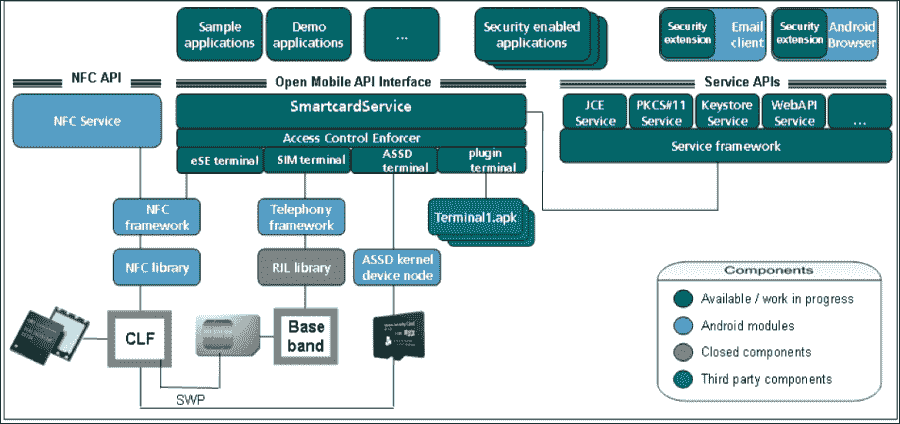 Sample
applications
Demo
applications
...
Security enabled
applications
Security
extension
Email
client
Security
extension
Android
Browser
NFC API
Open Mobile API Interface
Service APIs
NFC Service
SmartcardService
JCE
Service
PKCS#11
Service
Keystore
Service
WebAPI
Service
...
Access Control Enforcer
Service framework
eSE terminal
SIM terminal
ASSD
terminal
plugin
terminal
NFC
framework
Telephony
framework
Terminal1.apk
NFC library
RIL library
ASSD kernel
device node
Components
Available / work in progress
Android modules
Closed components
Third party components
CLF
Base
band
SWP